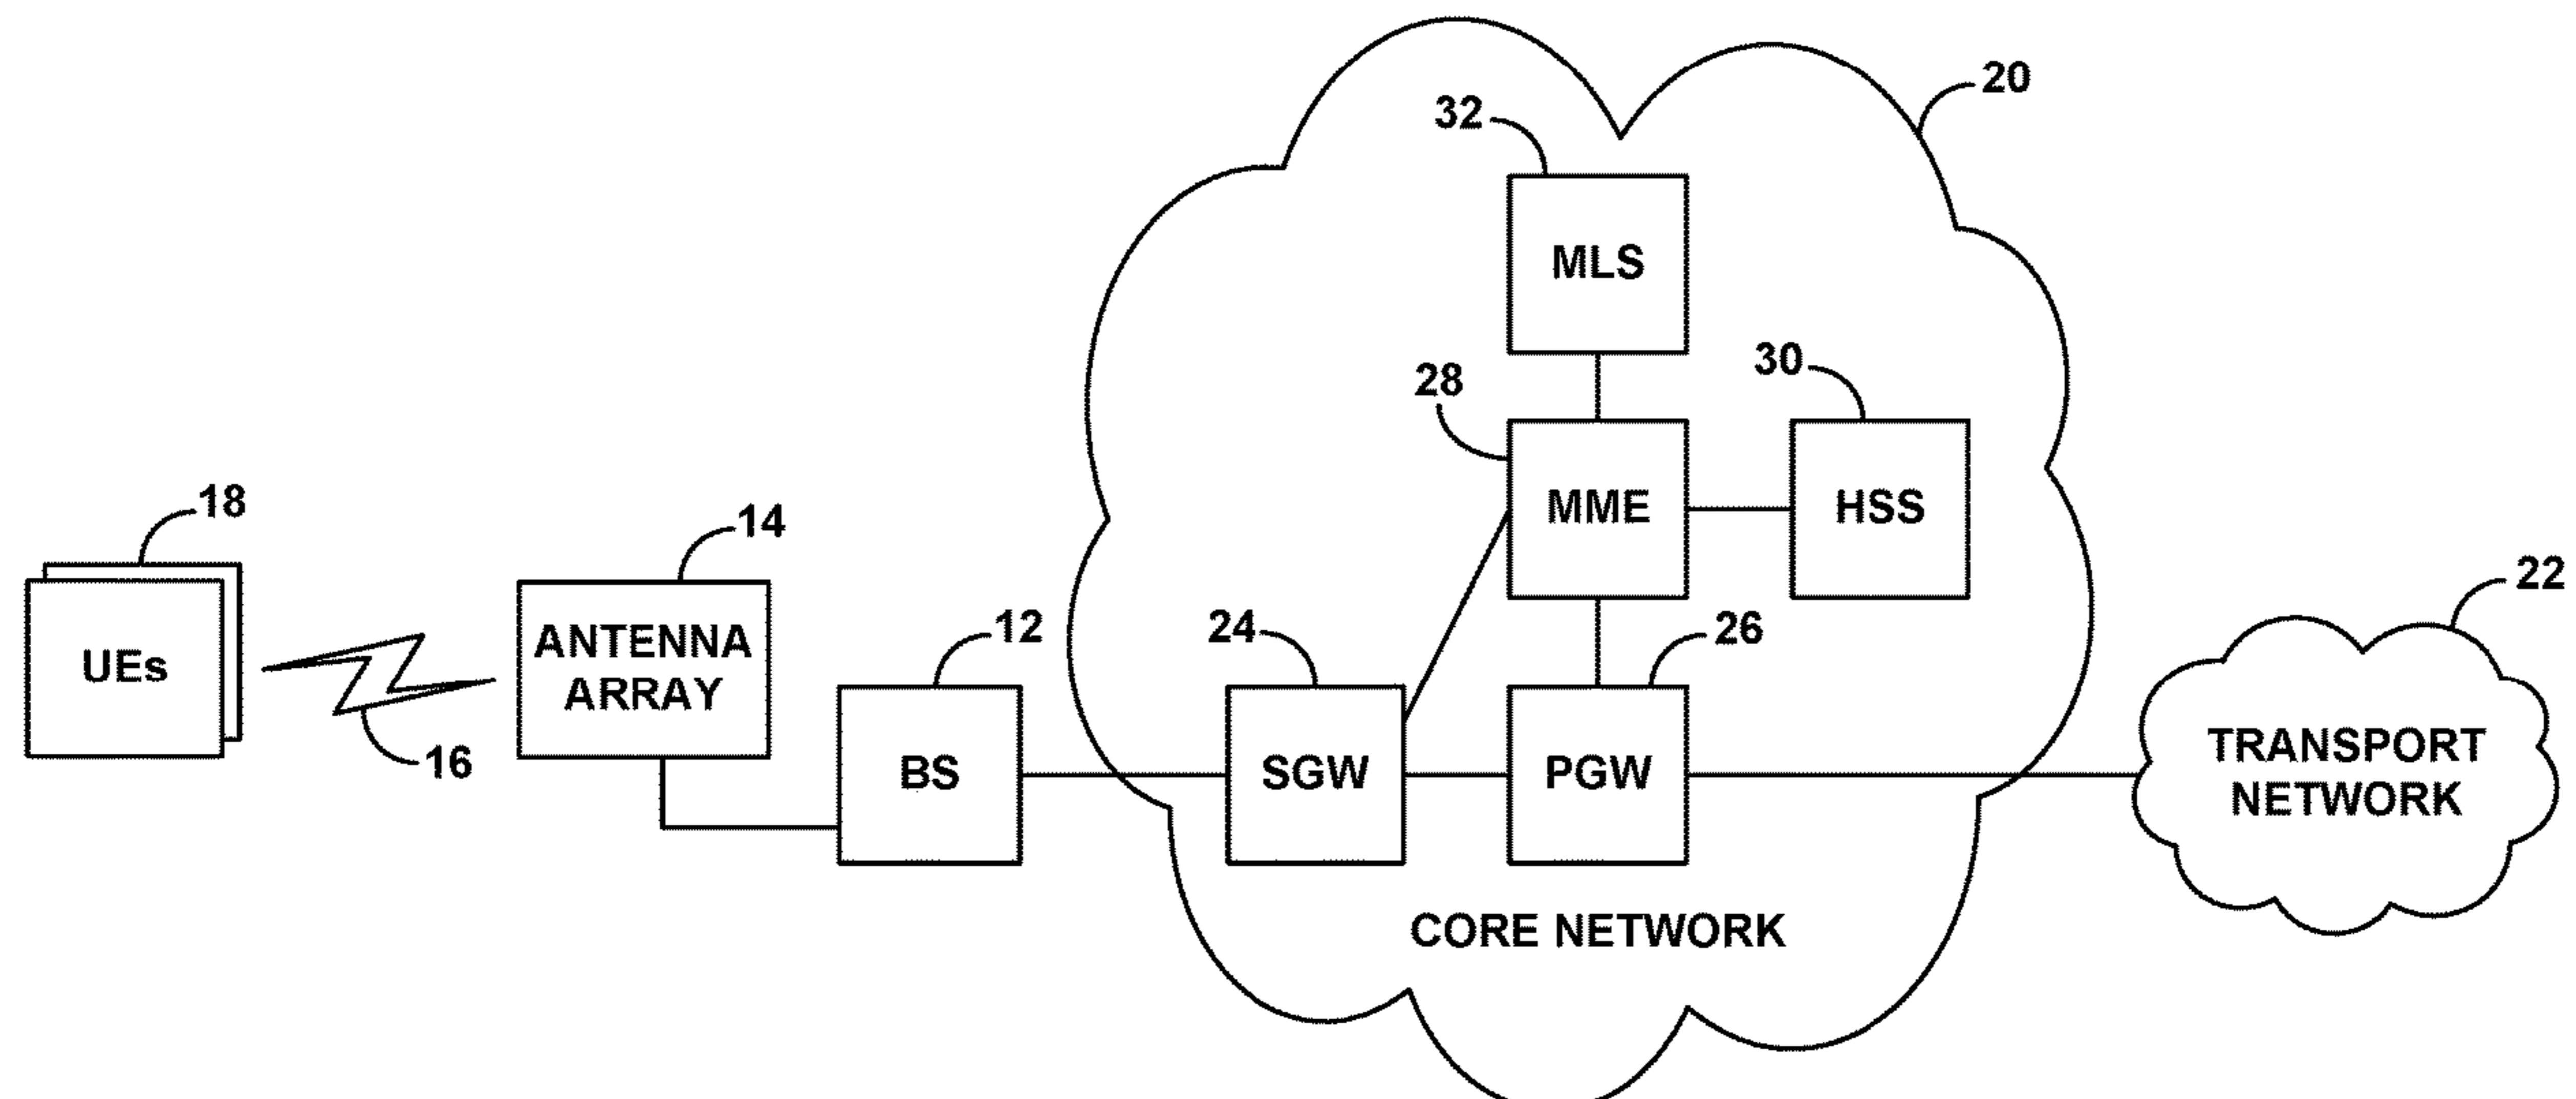 20
32
MLS
28
30
MME
HSS
18
14
22
UEs
ANTENNA
ARRAY
12
24
26
16
BS
SGW
PGW
TRANSPORT
NETWORK
CORE NETWORK